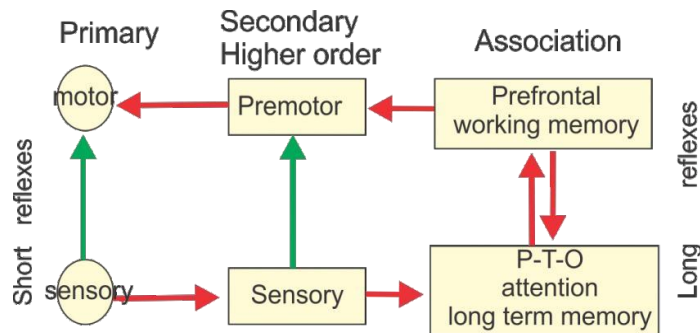 Primary
Secondary
Higher order
Association
motor
Premotor
Prefrontal
working memory
Short reflexes
Long reflexes
sensory
Sensory
P-T-O
attention
long term memory